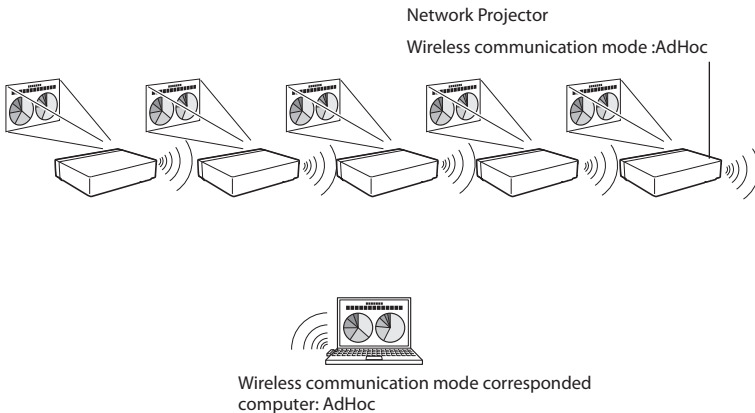 Network Projector
Wireless communication mode :AdHoc
Wireless communication mode corresponded
computer: AdHoc